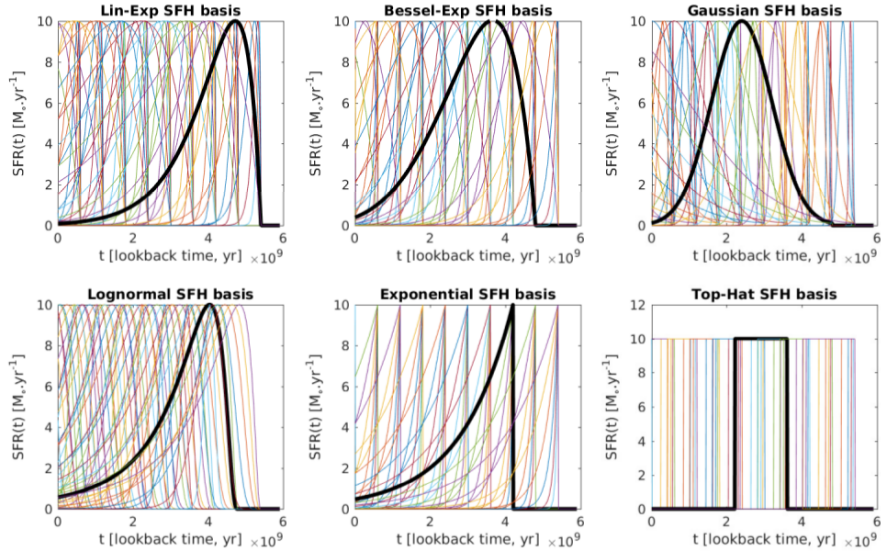 Lin-Exp SFH basis
SFR(t) [M☉.yr⁻¹]
10
8
6
4
2
0
0 2 4 6
t [lookback time, yr] ×10⁹
Bessel-Exp SFH basis
SFR(t) [M☉.yr⁻¹]
10
8
6
4
2
0
0 2 4 6
t [lookback time, yr] ×10⁹
Gaussian SFH basis
SFR(t) [M☉.yr⁻¹]
10
8
6
4
2
0
0 2 4 6
t [lookback time, yr] ×10⁹
Lognormal SFH basis
SFR(t) [M☉.yr⁻¹]
10
8
6
4
2
0
0 2 4 6
t [lookback time, yr] ×10⁹
Exponential SFH basis
SFR(t) [M☉.yr⁻¹]
10
8
6
4
2
0
0 2 4 6
t [lookback time, yr] ×10⁹
Top-Hat SFH basis
SFR(t) [M☉.yr⁻¹]
12
10
8
6
4
2
0
0 2 4 6
t [lookback time, yr] ×10⁹